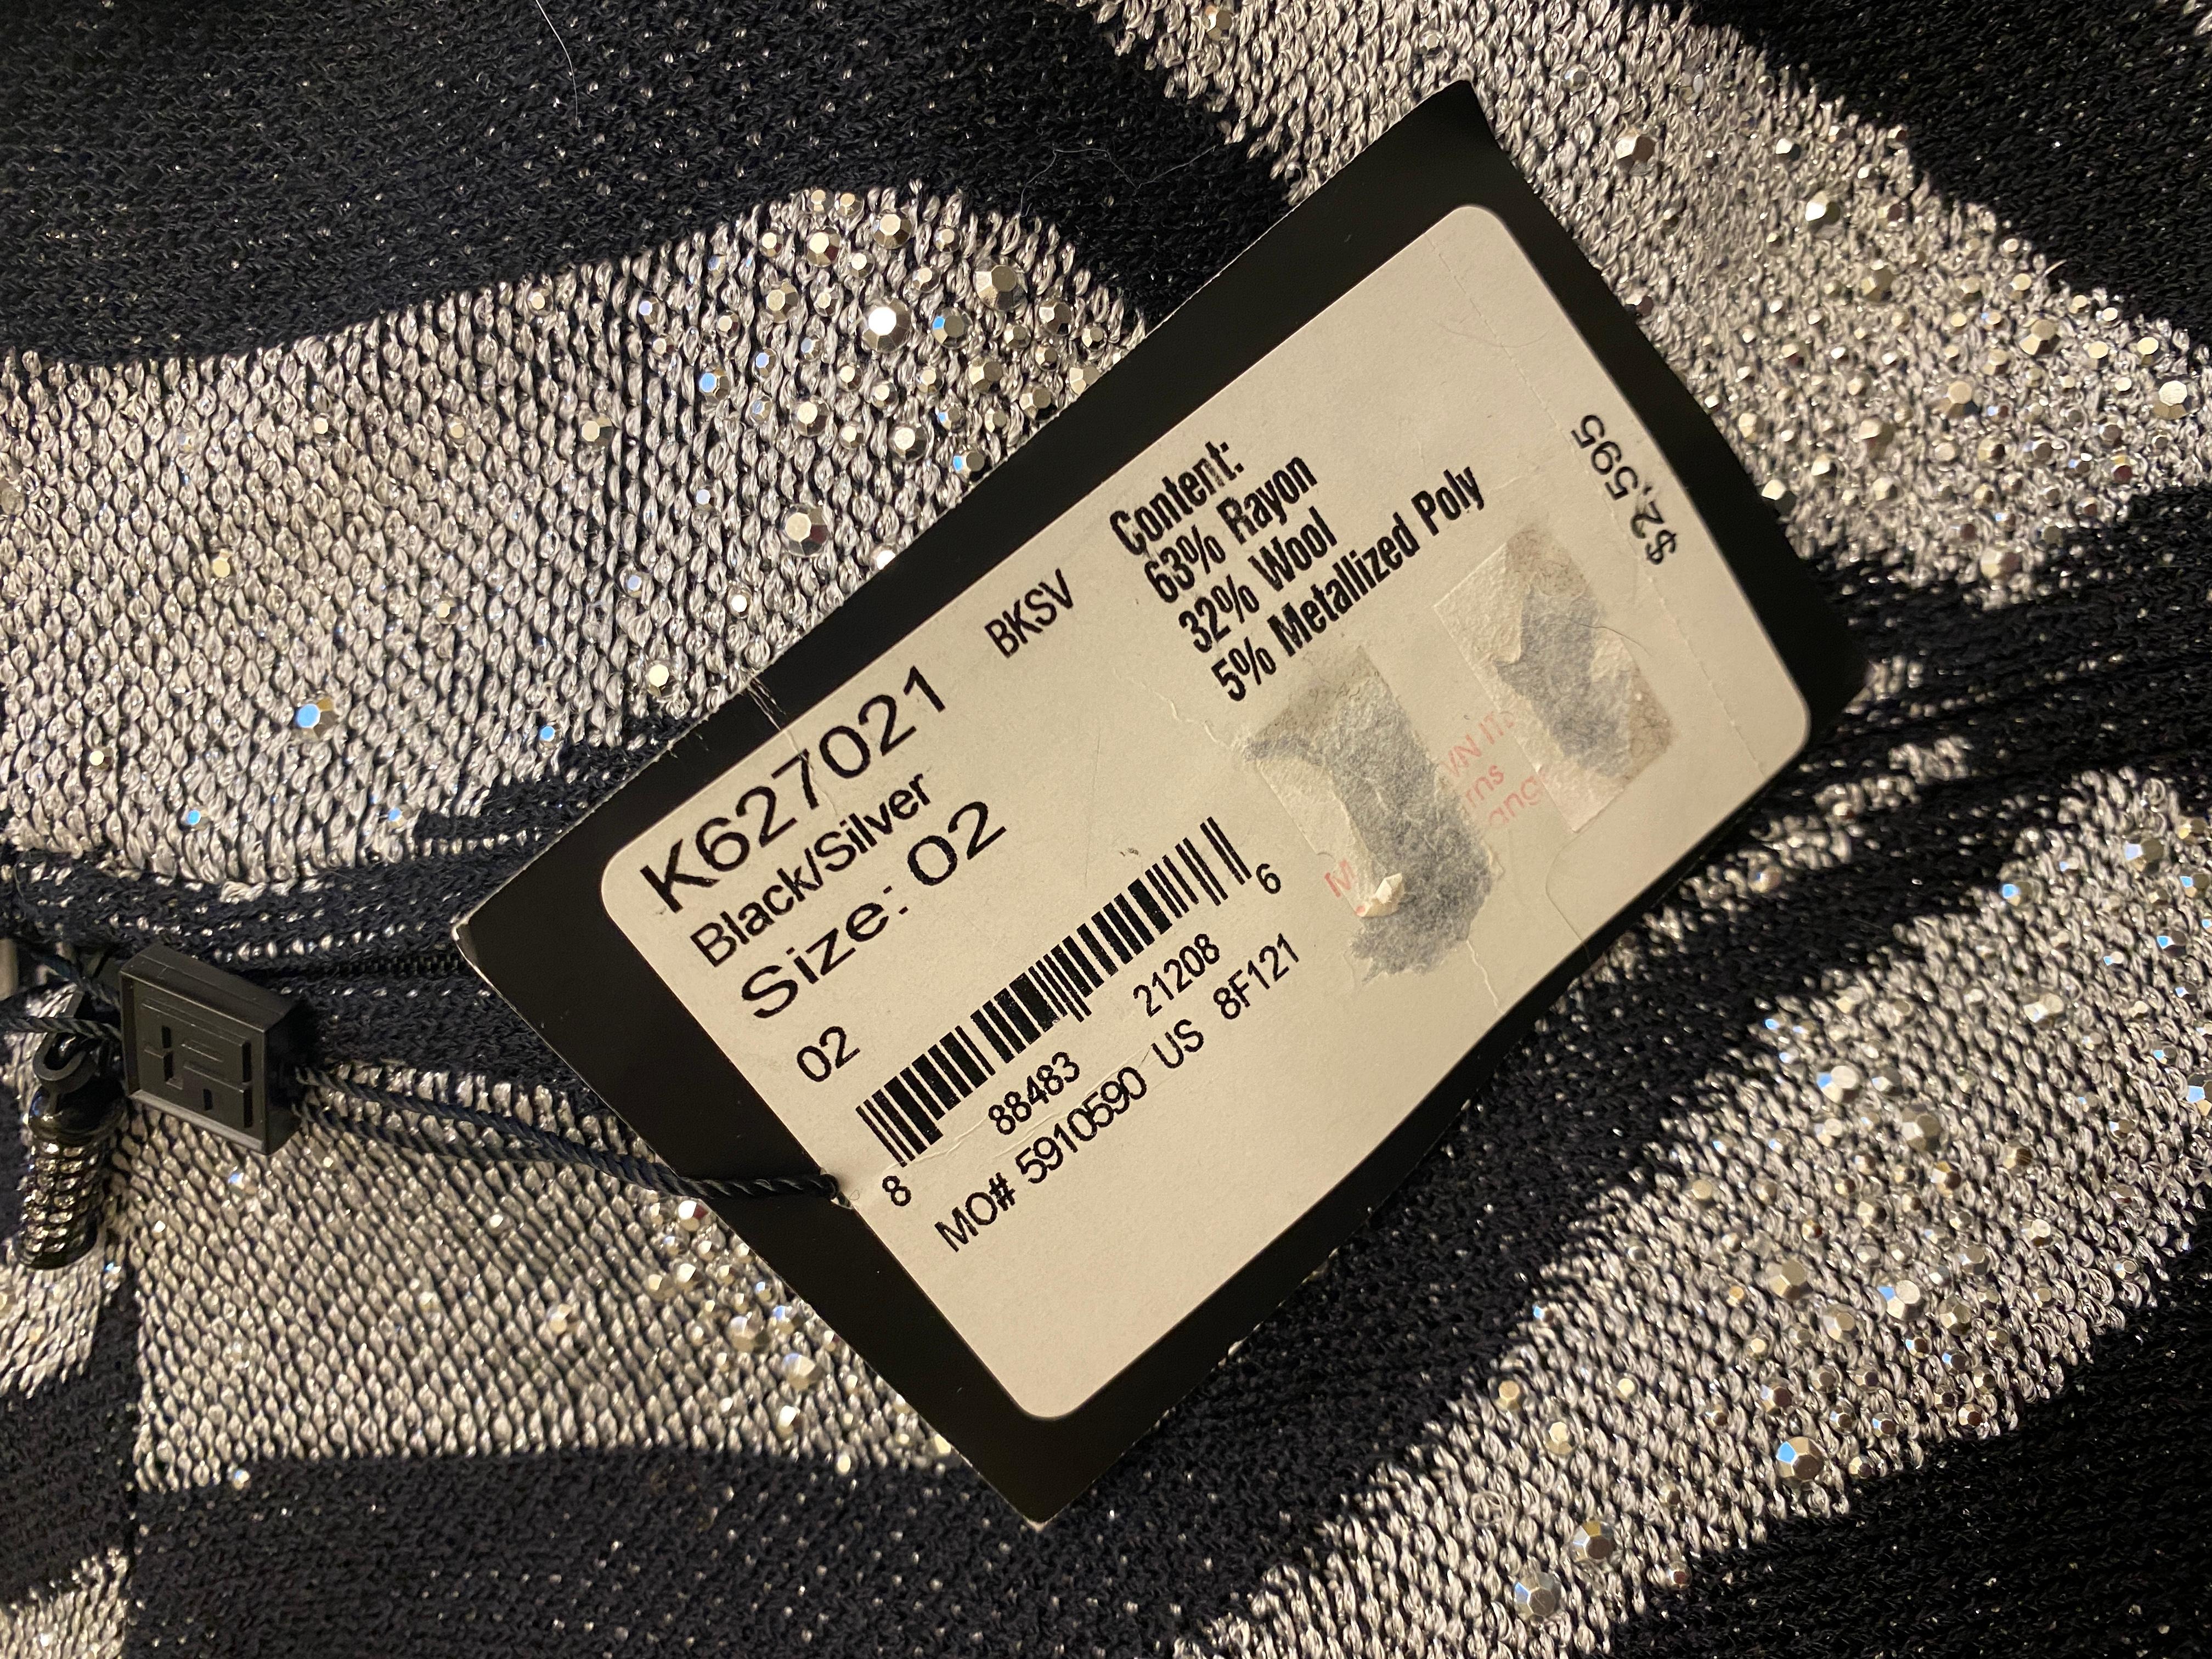 K627021 BKSV
Black/Silver
Size: 02
02
8 88483 21208 6
MO# 5910590 US 8F121
Content:
63% Rayon
32% Wool
5% Metallized Poly
$2,595